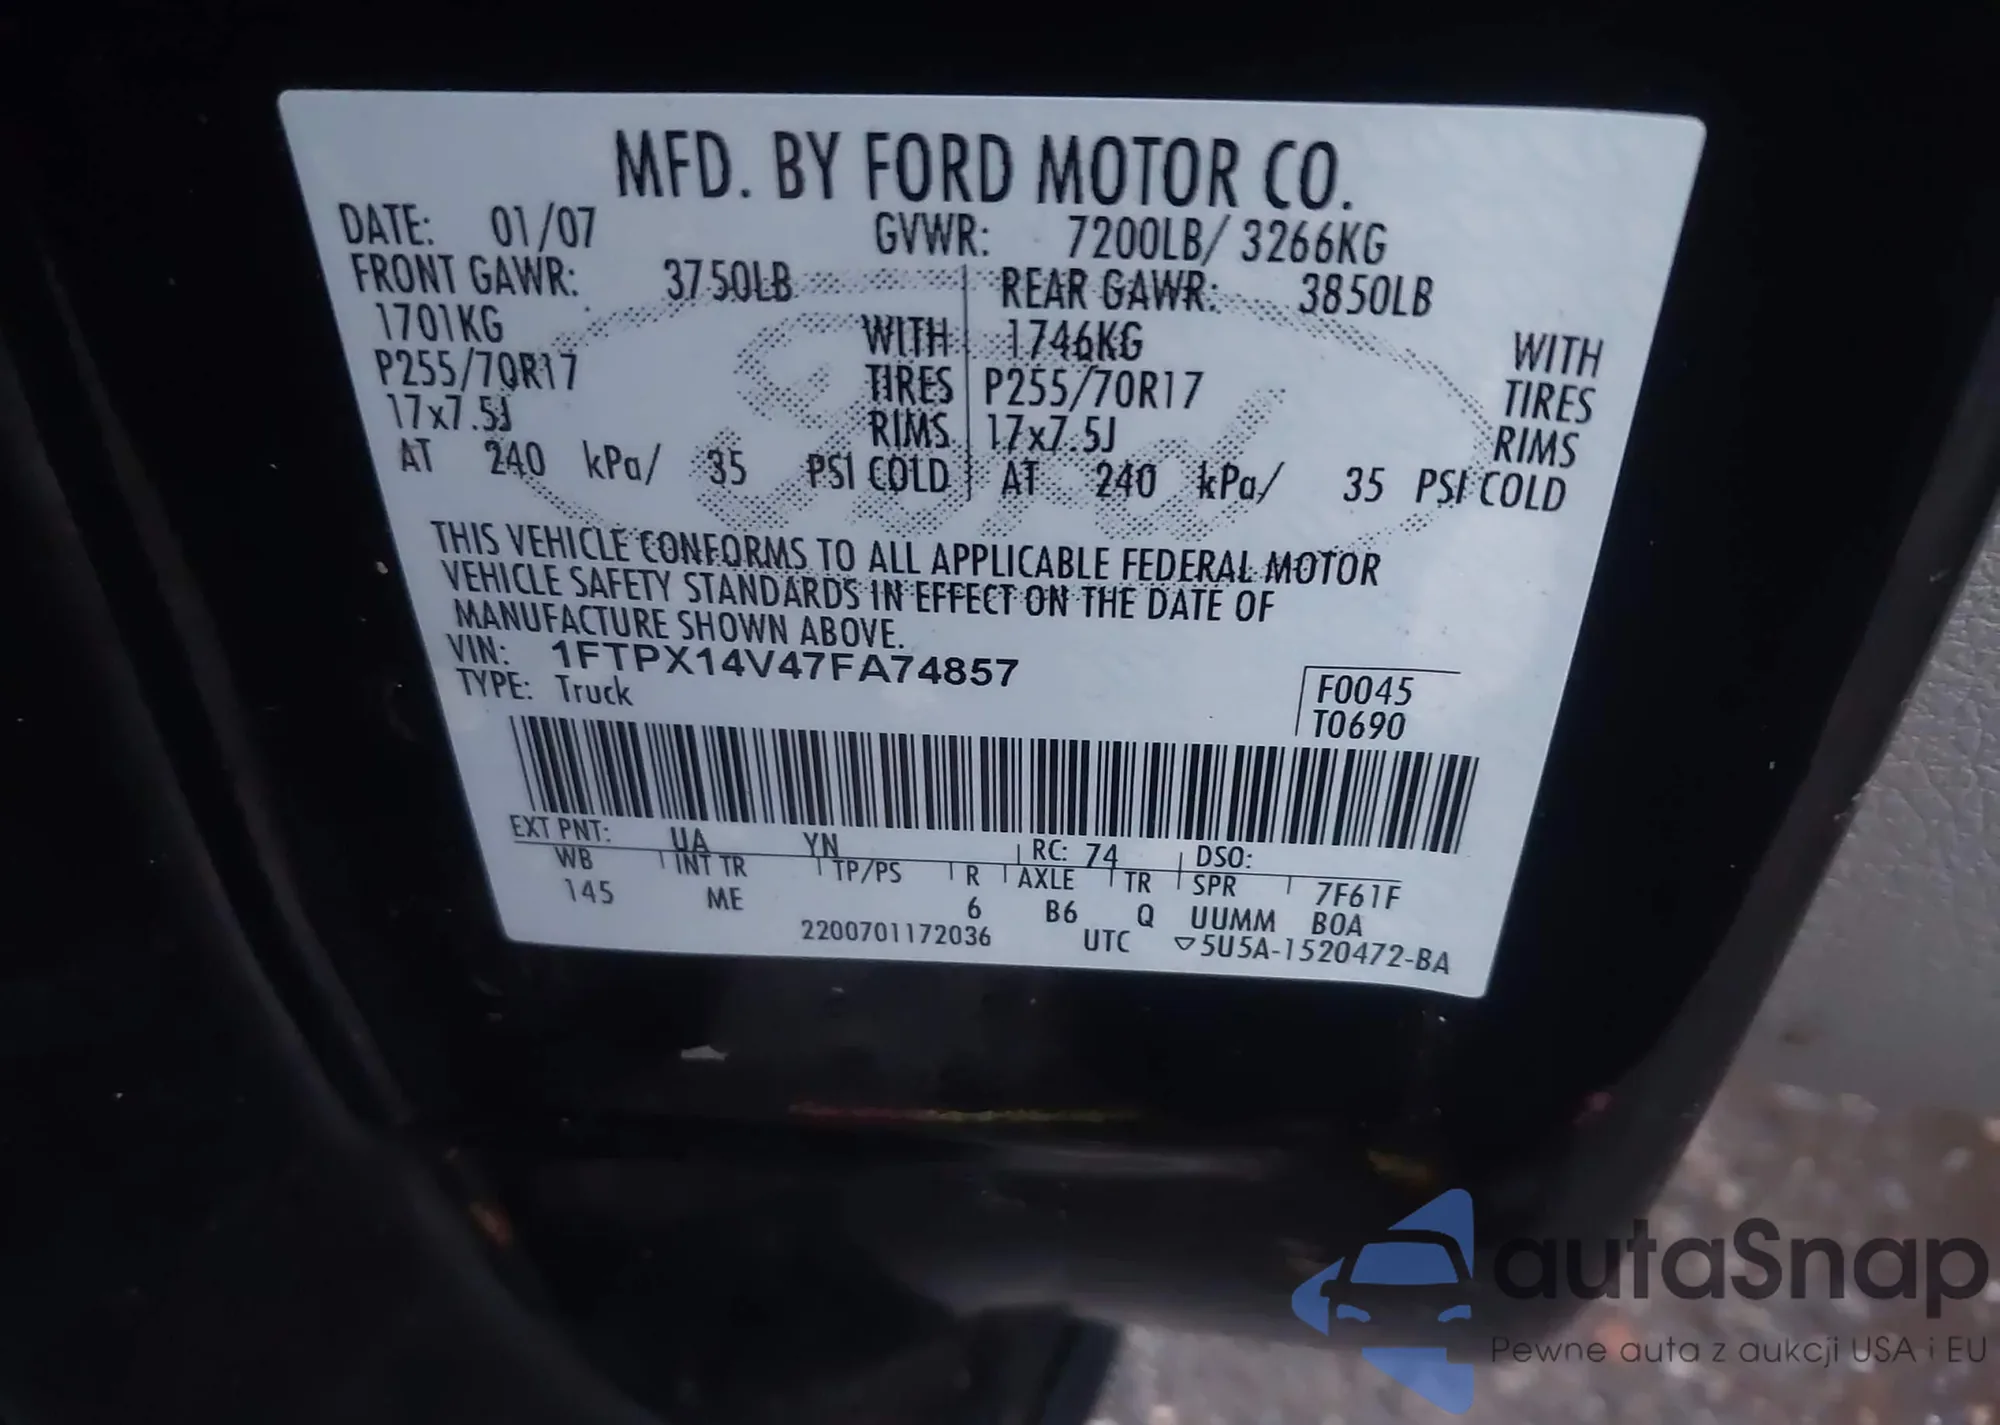 MFD. BY FORD MOTOR CO.
DATE: 01/07 GVWR: 7200LB/ 3266KG
FRONT GAWR: 3750LB REAR GAWR: 3850LB
1701KG WITH 1746KG WITH
P255/70R17 TIRES P255/70R17 TIRES
17x7.5J RIMS 17x7.5J RIMS
AT 240 kPa/ 35 PSI COLD AT 240 kPa/ 35 PSI COLD
Ford
THIS VEHICLE CONFORMS TO ALL APPLICABLE FEDERAL MOTOR
VEHICLE SAFETY STANDARDS IN EFFECT ON THE DATE OF
MANUFACTURE SHOWN ABOVE.
VIN: 1FTPX14V47FA74857
TYPE: Truck
F0045
T0690
EXT PNT: UA YN RC: 74 DSO:
WB INT TR TP/PS R AXLE TR SPR 7F61F
145 ME 6 B6 Q UUMM BOA
2200701172036 UTC ▽5U5A-1520472-BA
autaSnap
Pewne auta z aukcji USA i EU